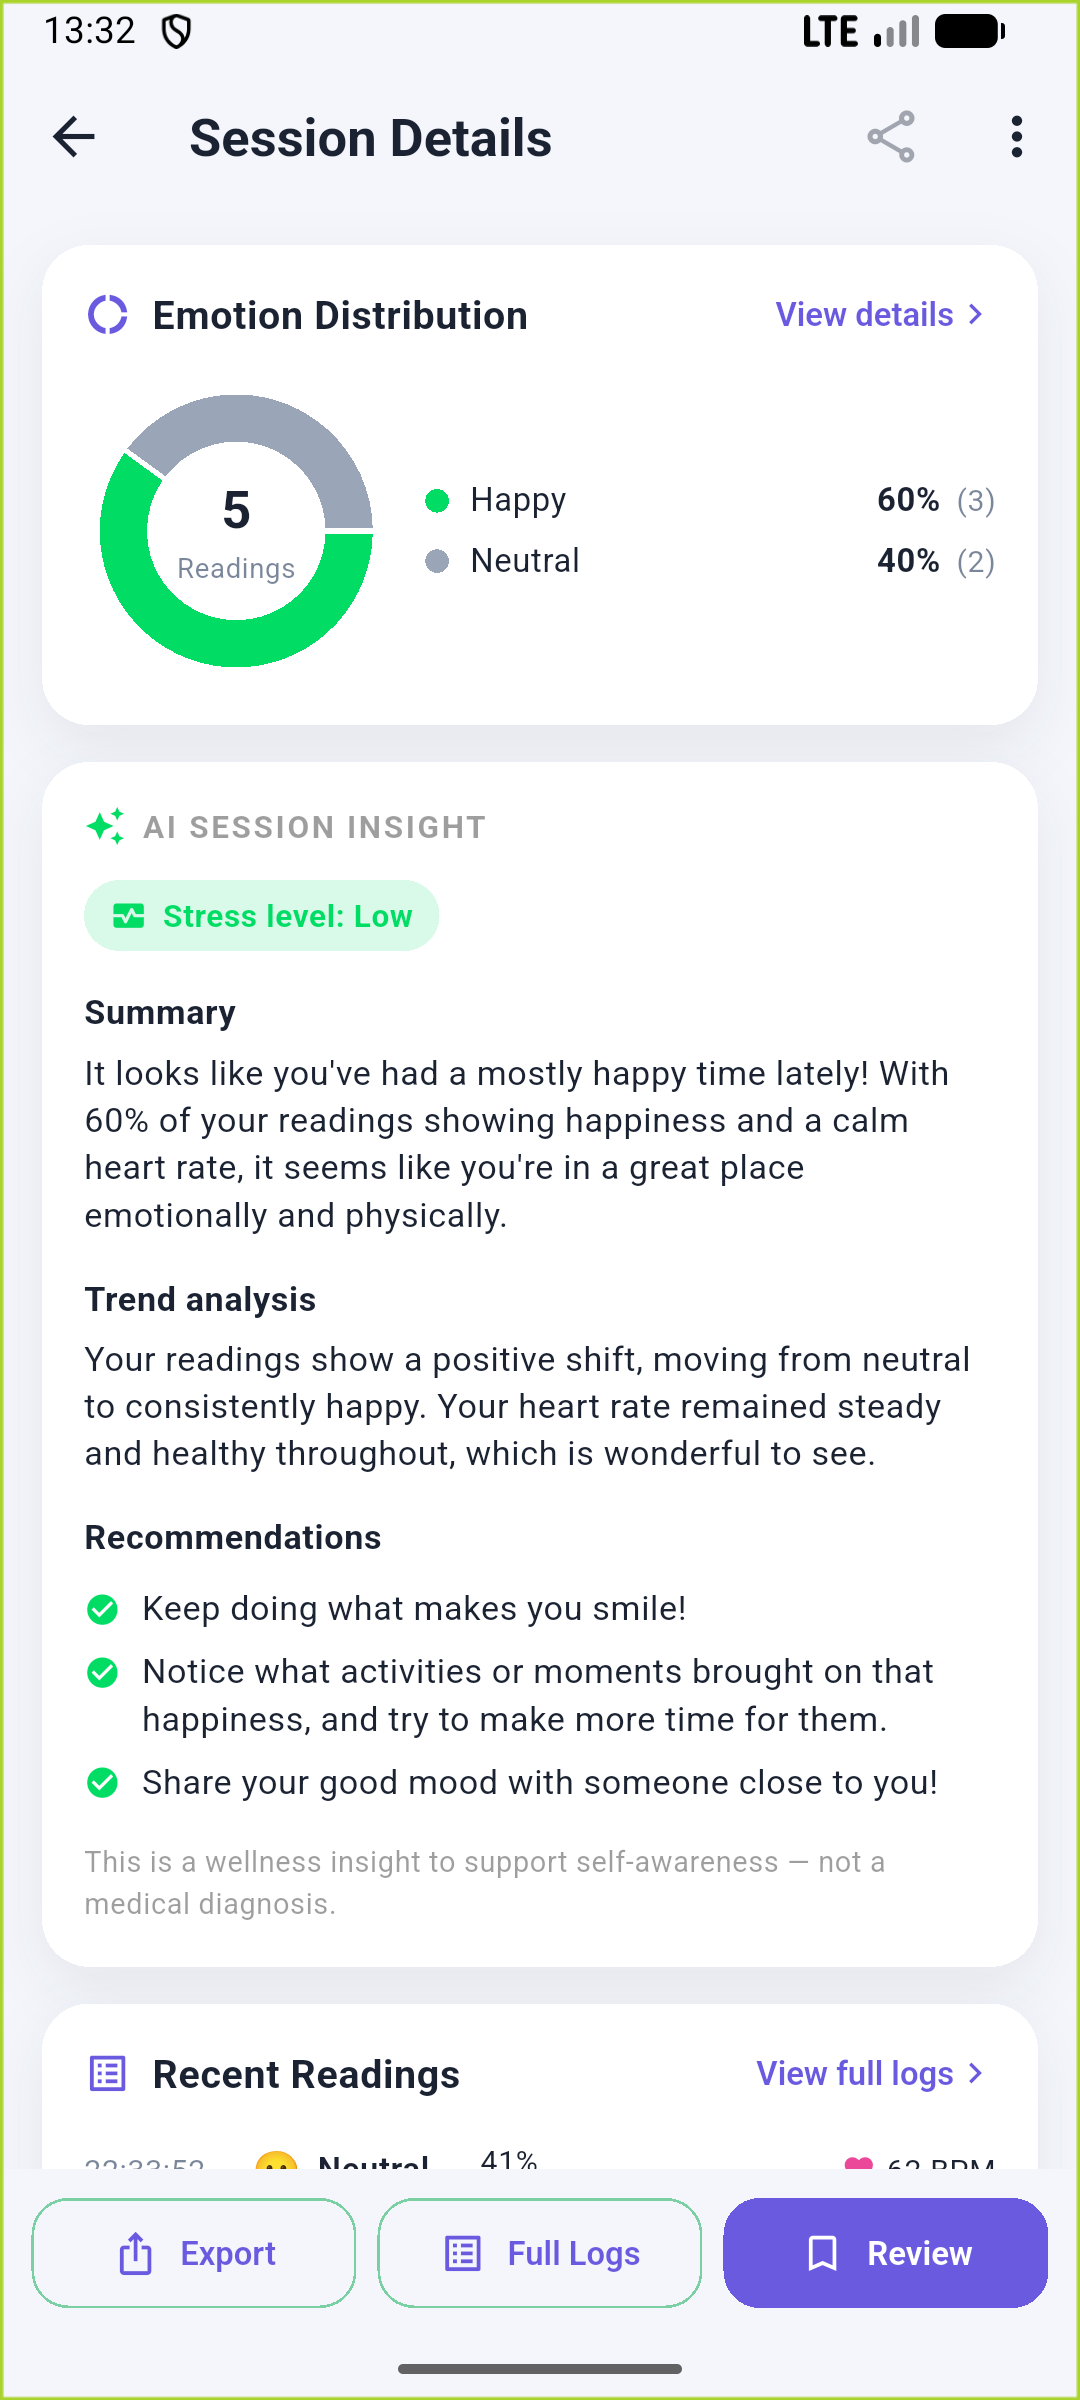 13:32 LTE
Session Details
Emotion Distribution View details
5
Readings
Happy 60% (3)
Neutral 40% (2)
AI SESSION INSIGHT
Stress level: Low
Summary
It looks like you've had a mostly happy time lately! With
60% of your readings showing happiness and a calm
heart rate, it seems like you're in a great place
emotionally and physically.
Trend analysis
Your readings show a positive shift, moving from neutral
to consistently happy. Your heart rate remained steady
and healthy throughout, which is wonderful to see.
Recommendations
Keep doing what makes you smile!
Notice what activities or moments brought on that
happiness, and try to make more time for them.
Share your good mood with someone close to you!
This is a wellness insight to support self-awareness — not a
medical diagnosis.
Recent Readings View full logs
Neutral 41% BPM
Export Full Logs Review